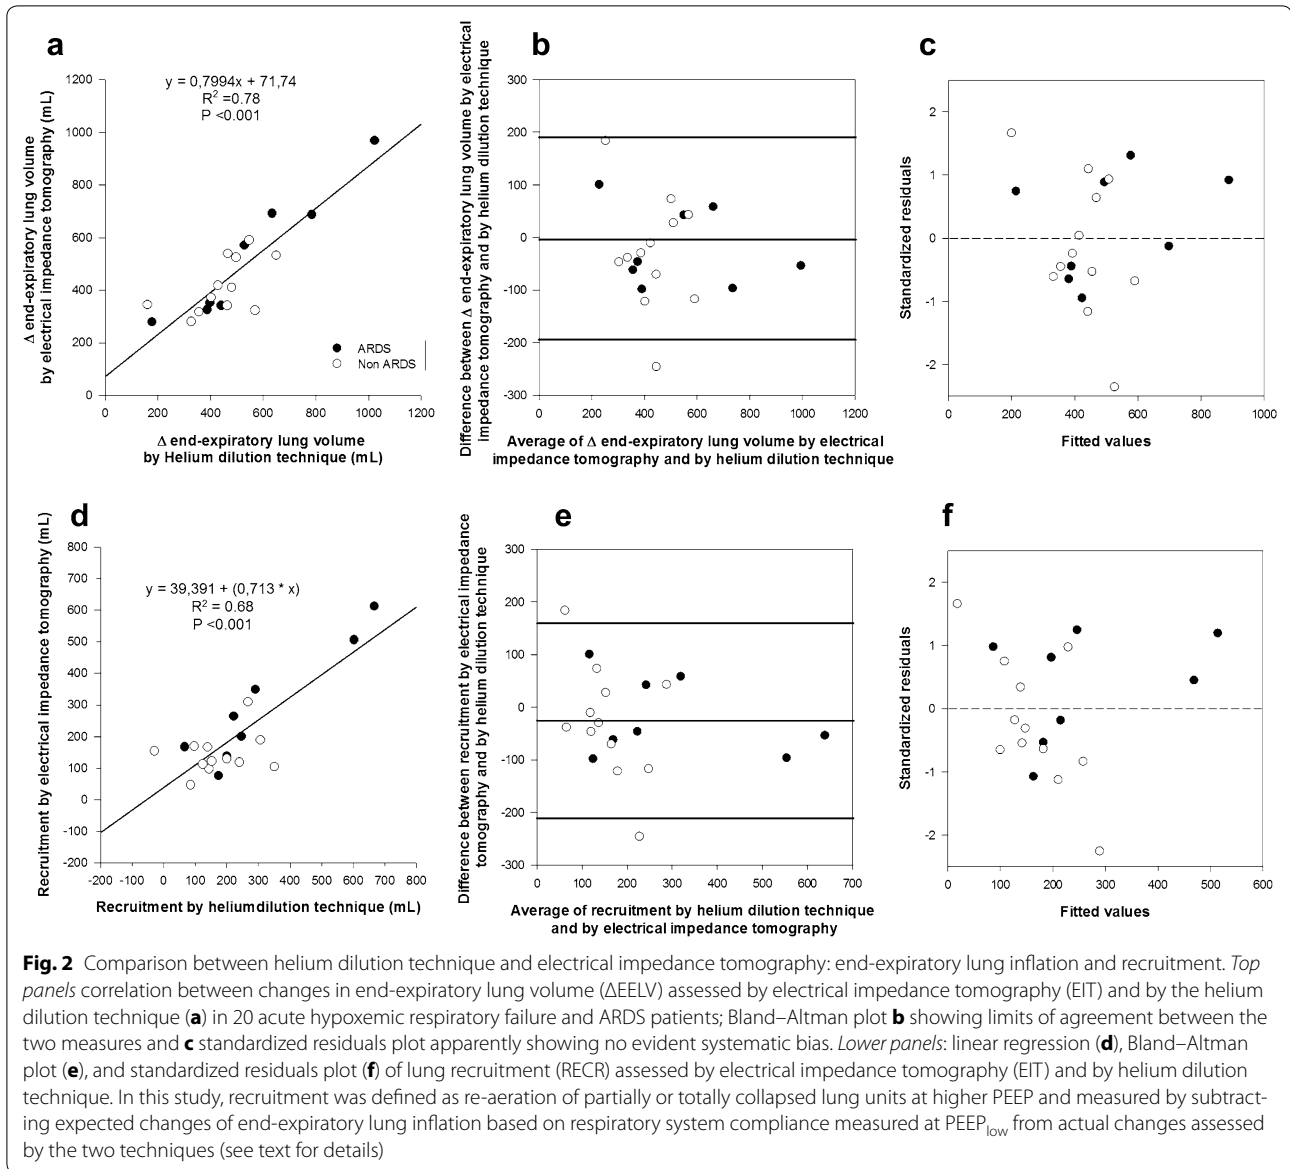 a
Δ end-expiratory lung volume
by electrical impedance tomography (mL)
y = 0,7994x + 71,74
R² =0.78
P <0.001
1200
1000
800
600
400
200
0
ARDS
Non ARDS
0 200 400 600 800 1000 1200
Δ end-expiratory lung volume
by Helium dilution technique (mL)
b
Difference between Δ end-expiratory lung volume by electrical
impedance tomography and by helium dilution technique
300
200
100
0
-100
-200
-300
0 200 400 600 800 1000 1200
Average of Δ end-expiratory lung volume by electrical
impedance tomography and by helium dilution technique
c
Standardized residuals
2
1
0
-1
-2
0 200 400 600 800 1000
Fitted values
d
Recruitment by electrical impedance tomography (mL)
y = 39,391 + (0,713 * x)
R² = 0.68
P <0.001
800
700
600
500
400
300
200
100
0
-100
-200
-200 -100 0 100 200 300 400 500 600 700 800
Recruitment by helium dilution technique (mL)
e
Difference between recruitment by electrical impedance
tomography and by helium dilution technique
300
200
100
0
-100
-200
-300
0 100 200 300 400 500 600 700
Average of recruitment by helium dilution technique
and by electrical impedance tomography
f
Standardized residuals
2
1
0
-1
-2
0 100 200 300 400 500 600
Fitted values
Fig. 2 Comparison between helium dilution technique and electrical impedance tomography: end-expiratory lung inflation and recruitment. Top
panels correlation between changes in end-expiratory lung volume (ΔEELV) assessed by electrical impedance tomography (EIT) and by the helium
dilution technique (a) in 20 acute hypoxemic respiratory failure and ARDS patients; Bland–Altman plot b showing limits of agreement between the
two measures and c standardized residuals plot apparently showing no evident systematic bias. Lower panels: linear regression (d), Bland–Altman
plot (e), and standardized residuals plot (f) of lung recruitment (RECR) assessed by electrical impedance tomography (EIT) and by helium dilution
technique. In this study, recruitment was defined as re-aeration of partially or totally collapsed lung units at higher PEEP and measured by subtract-
ing expected changes of end-expiratory lung inflation based on respiratory system compliance measured at PEEPlow from actual changes assessed
by the two techniques (see text for details)